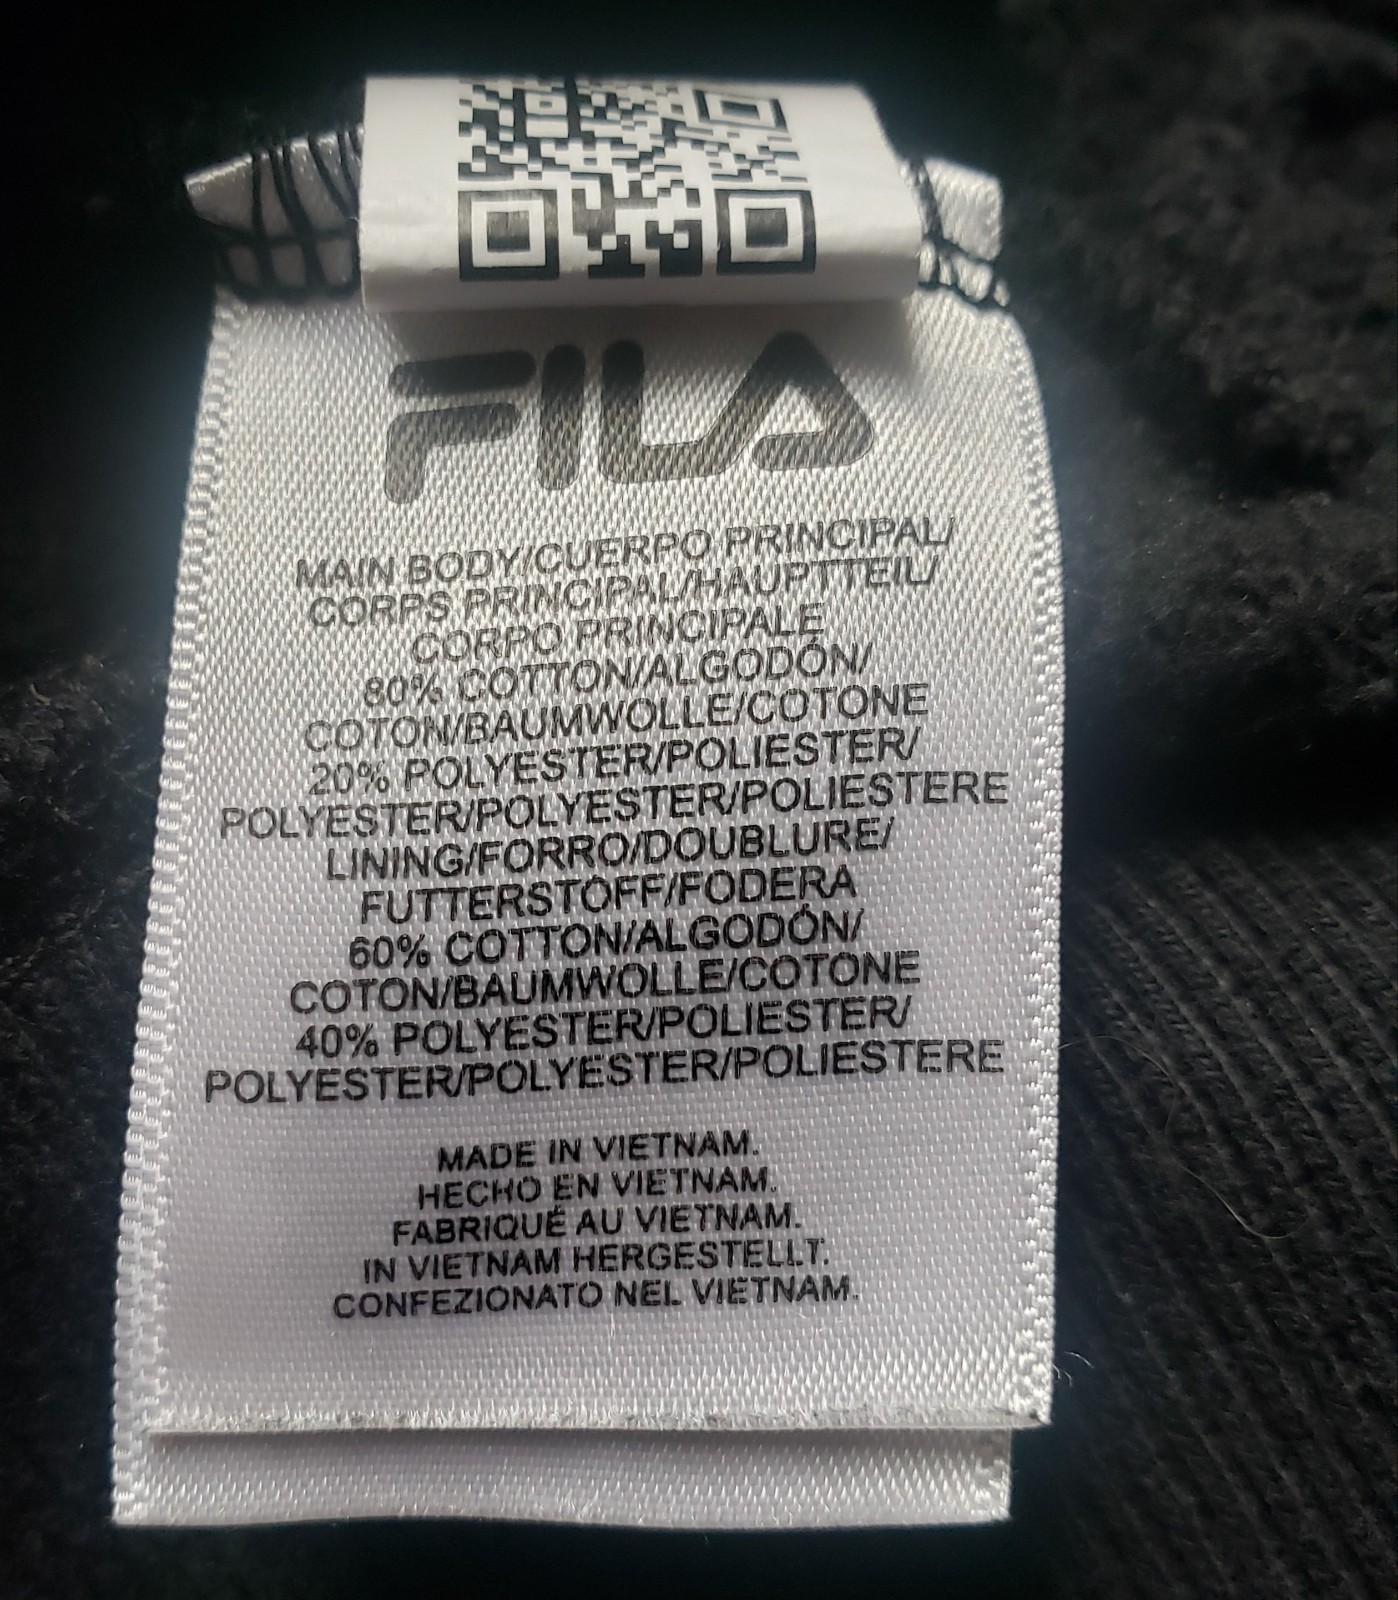 FILA
MAIN BODY/CUERPO PRINCIPAL/
CORPS PRINCIPAL/HAUPTTEIL/
CORPO PRINCIPALE
80% COTTON/ALGODÓN/
COTON/BAUMWOLLE/COTONE
20% POLYESTER/POLIESTER/
POLYESTER/POLYESTER/POLIESTERE
LINING/FORRO/DOUBLURE/
FUTTERSTOFF/FODERA
60% COTTON/ALGODÓN/
COTON/BAUMWOLLE/COTONE
40% POLYESTER/POLIESTER/
POLYESTER/POLYESTER/POLIESTERE
MADE IN VIETNAM.
HECHO EN VIETNAM.
FABRIQUÉ AU VIETNAM.
IN VIETNAM HERGESTELLT.
CONFEZIONATO NEL VIETNAM.